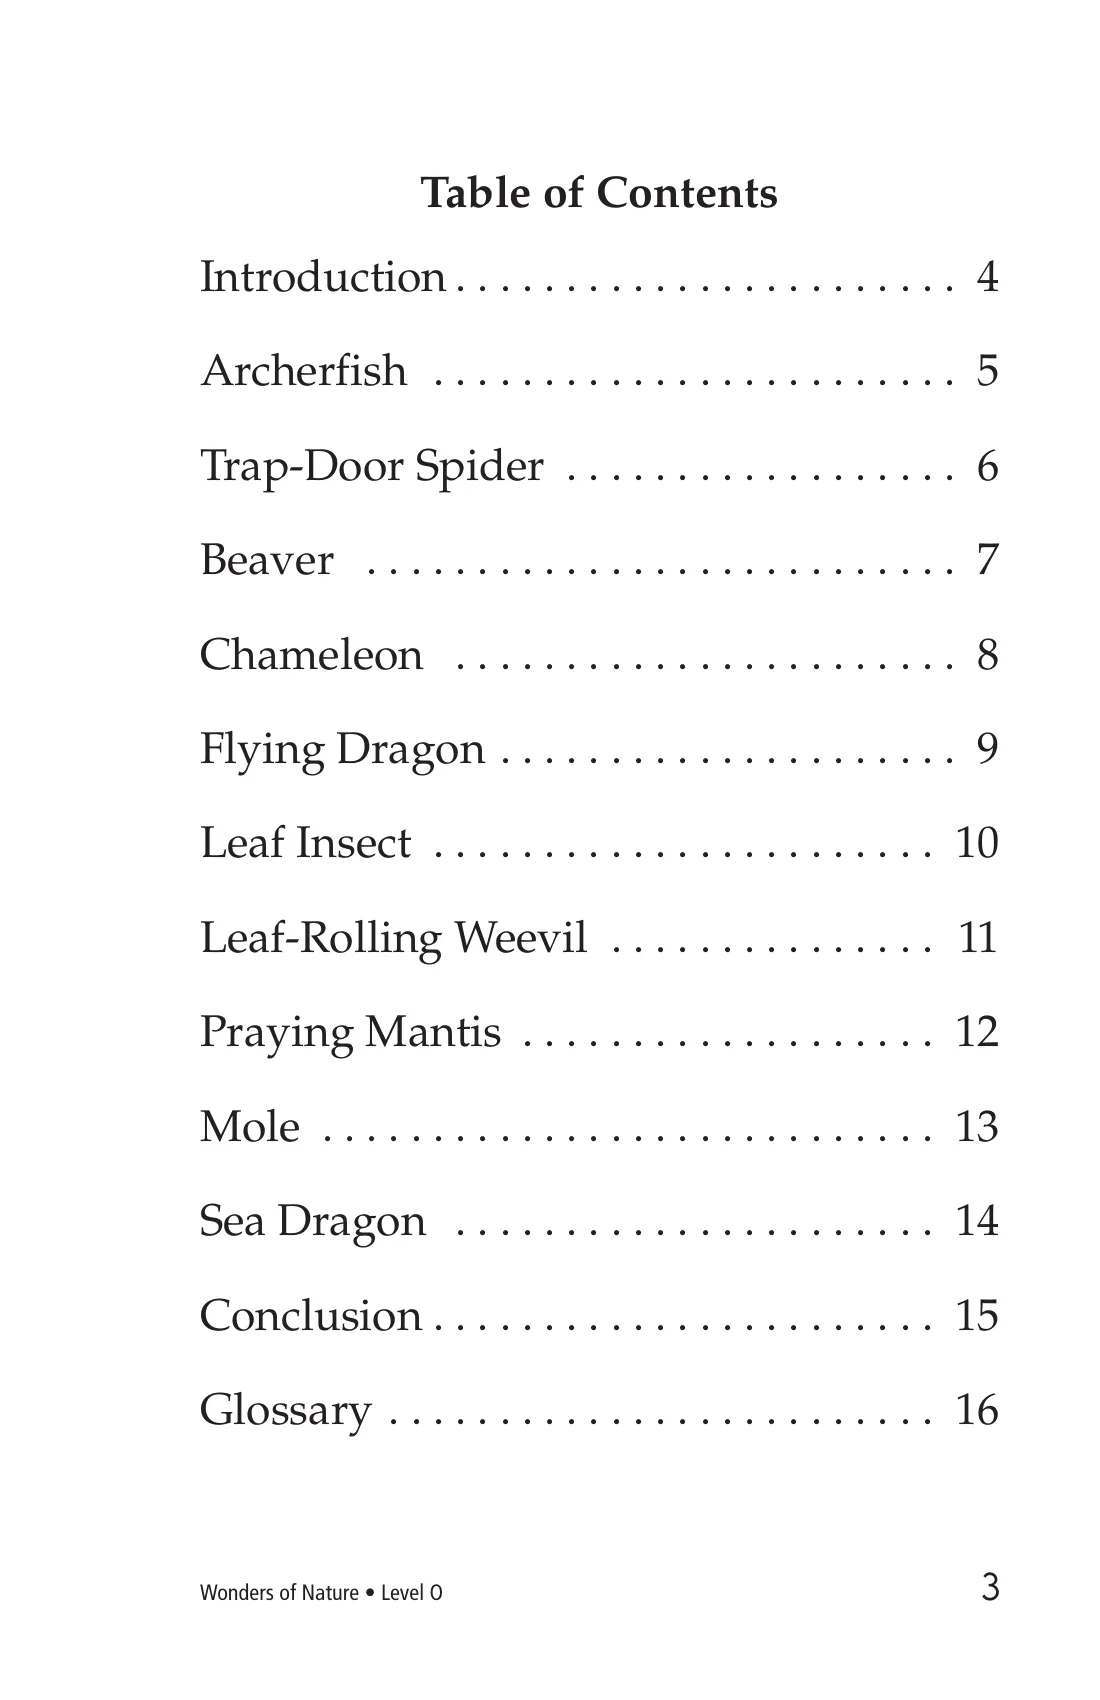 Table of Contents
Introduction . . . . . . . . . . . . . . . . . . . . . . . 4
Archerfish . . . . . . . . . . . . . . . . . . . . . . . . 5
Trap-Door Spider . . . . . . . . . . . . . . . . . . 6
Beaver . . . . . . . . . . . . . . . . . . . . . . . . . . . 7
Chameleon . . . . . . . . . . . . . . . . . . . . . . . 8
Flying Dragon . . . . . . . . . . . . . . . . . . . . . 9
Leaf Insect . . . . . . . . . . . . . . . . . . . . . . . 10
Leaf-Rolling Weevil . . . . . . . . . . . . . . . 11
Praying Mantis . . . . . . . . . . . . . . . . . . . 12
Mole . . . . . . . . . . . . . . . . . . . . . . . . . . . . 13
Sea Dragon . . . . . . . . . . . . . . . . . . . . . . 14
Conclusion . . . . . . . . . . . . . . . . . . . . . . . 15
Glossary . . . . . . . . . . . . . . . . . . . . . . . . . 16
Wonders of Nature • Level O 3